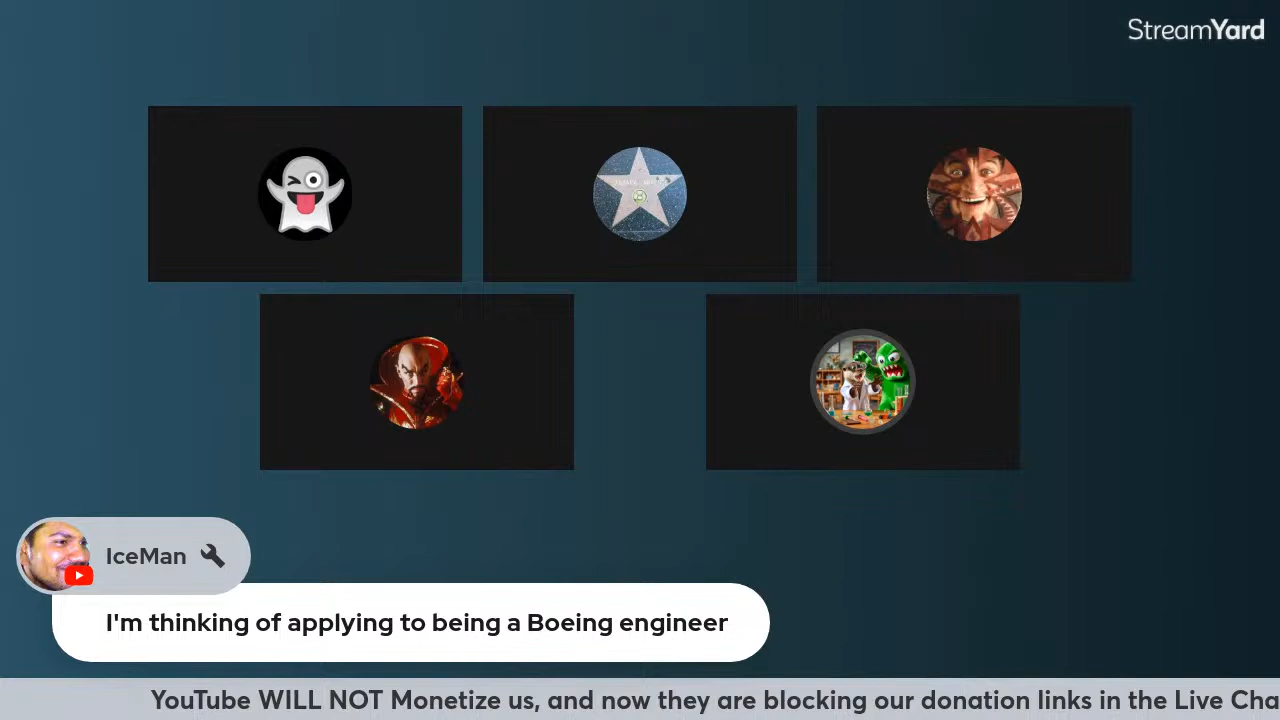 StreamYard
IceMan
I'm thinking of applying to being a Boeing engineer
YouTube WILL NOT Monetize us, and now they are blocking our donation links in the Live Cha